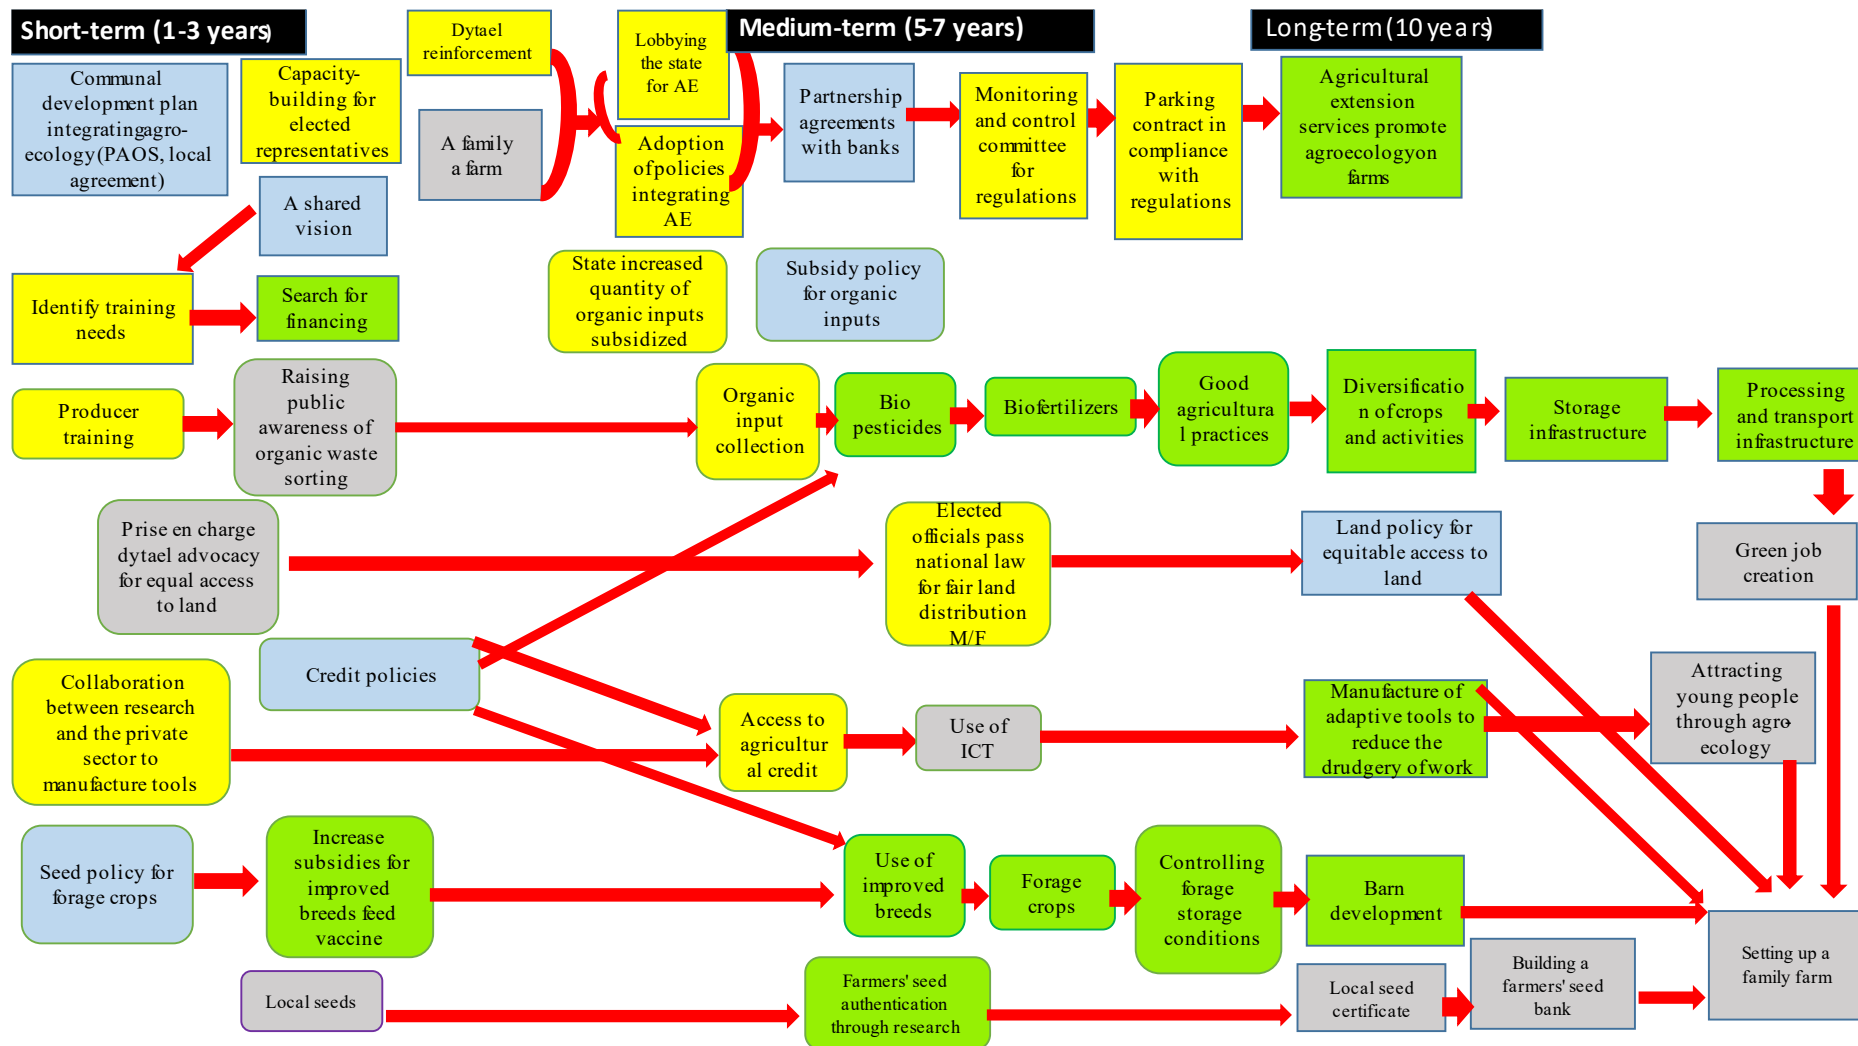 Short-term (1-3 years)
Dytael
reinforcement
Lobbying
the state
for AE
Medium-term (5-7 years)
Long-term (10 years)
Communal
development plan
integratingagro-
ecology(PAOS, local
agreement)
Capacity-
building for
elected
representatives
A family
a farm
Adoption
of policies
integrating
AE
Partnership
agreements
with banks
Monitoring
and control
committee
for
regulations
Parking
contract in
compliance
with
regulations
Agricultural
extension
services promote
agroecologyon
farms
A shared
vision
Identify training
needs
Search for
financing
State increased
quantity of
organic inputs
subsidized
Subsidy policy
for organic
inputs
Producer
training
Raising
public
awareness of
organic waste
sorting
Organic
input
collection
Bio
pesticides
Biofertilizers
Good
agricultura
l practices
Diversificatio
n of crops
and activities
Storage
infrastructure
Processing
and transport
infrastructure
Prise en charge
dytael advocacy
for equal access
to land
Elected
officials pass
national law
for fair land
distribution
M/F
Land policy for
equitable access to
land
Green job
creation
Credit policies
Collaboration
between research
and the private
sector to
manufacture tools
Access to
agricultur
al credit
Use of
ICT
Manufacture of
adaptive tools to
reduce the
drudgery of work
Attracting
young people
through agro-
ecology
Seed policy for
forage crops
Increase
subsidies for
improved
breeds feed
vaccine
Use of
improved
breeds
Forage
crops
Controlling
forage
storage
conditions
Barn
development
Setting up a
family farm
Local seeds
Farmers' seed
authentication
through research
Local seed
certificate
Building a
farmers' seed
bank